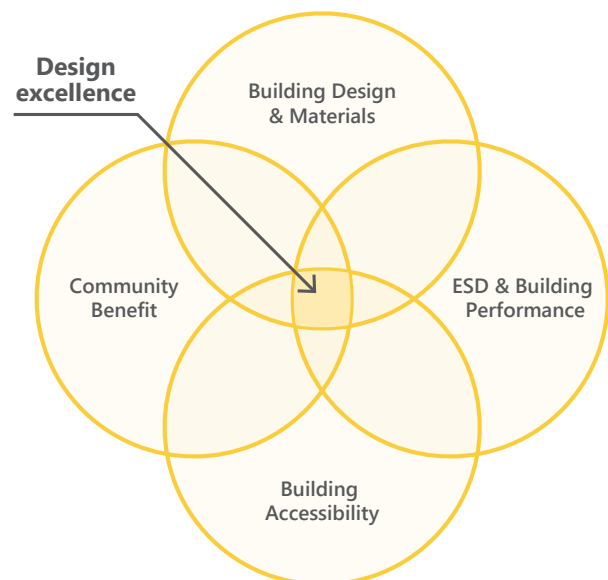 Design
excellence
Building Design
& Materials
Community
Benefit
ESD & Building
Performance
Building
Accessibility